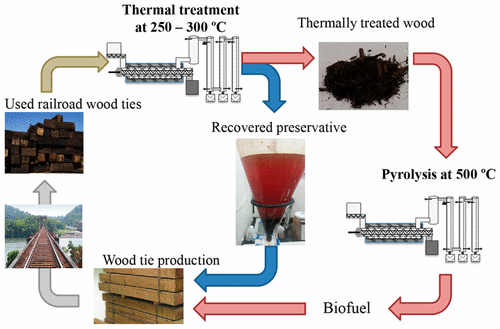 Thermal treatment
at 250 – 300 ºC
Thermally treated wood
Used railroad wood ties
Recovered preservative
Pyrolysis at 500 ºC
Wood tie production
Biofuel